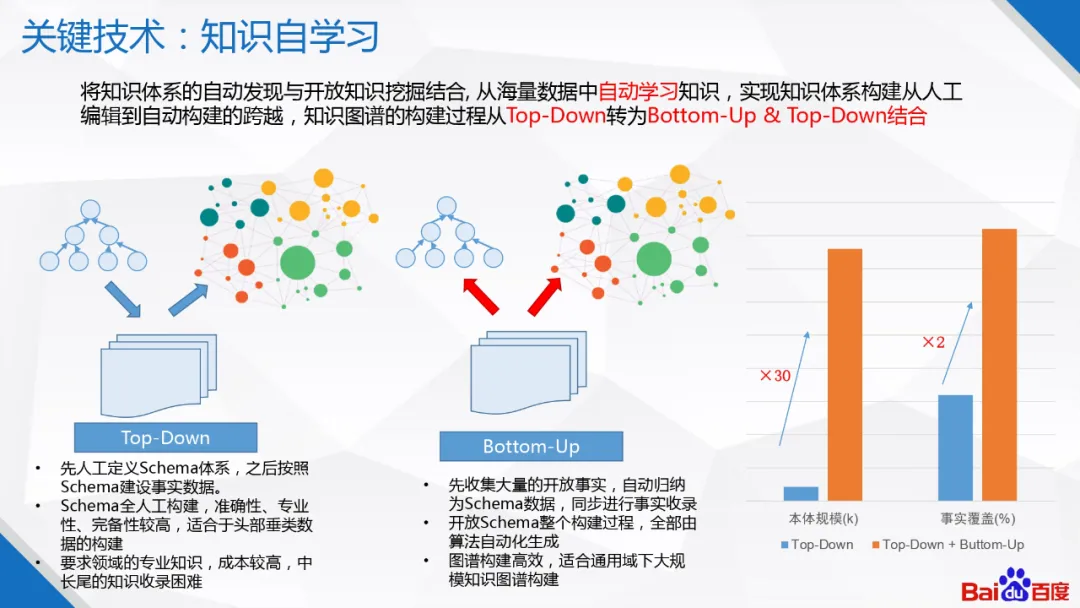 关键技术：知识自学习
将知识体系的自动发现与开放知识挖掘结合, 从海量数据中自动学习知识，实现知识体系构建从人工
编辑到自动构建的跨越，知识图谱的构建过程从Top-Down转为Bottom-Up & Top-Down结合
Top-Down
• 先人工定义Schema体系，之后按照
Schema建设事实数据。
• Schema全人工构建，准确性、专业
性、完备性较高，适合于头部垂类数
据的构建
• 要求领域的专业知识，成本较高，中
长尾的知识收录困难
Bottom-Up
• 先收集大量的开放事实，自动归纳
为Schema数据，同步进行事实收录
• 开放Schema整个构建过程，全部由
算法自动化生成
• 图谱构建高效，适合通用域下大规
模知识图谱构建
×30
×2
本体规模(k)
事实覆盖(%)
Top-Down
Top-Down + Buttom-Up
Bai du 百度